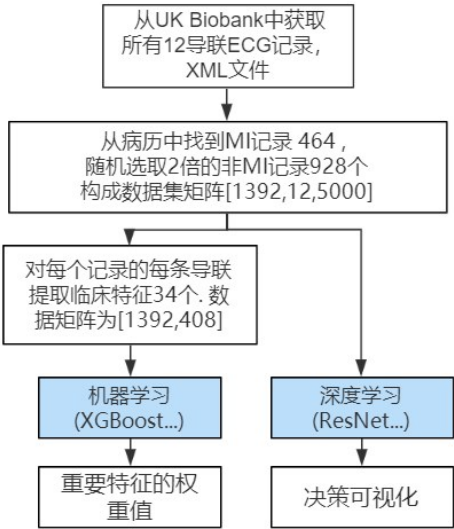 从UK Biobank中获取
所有12导联ECG记录，
XML文件
从病历中找到MI记录 464 ,
随机选取2倍的非MI记录928个
构成数据集矩阵[1392,12,5000]
对每个记录的每条导联
提取临床特征34个. 数
据矩阵为[1392,408]
机器学习
(XGBoost...)
深度学习
(ResNet...)
重要特征的权
重值
决策可视化